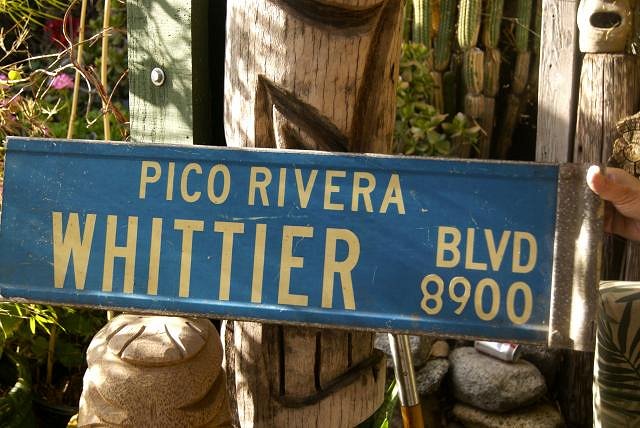 PICO RIVERA
WHITTIER BLVD
8900